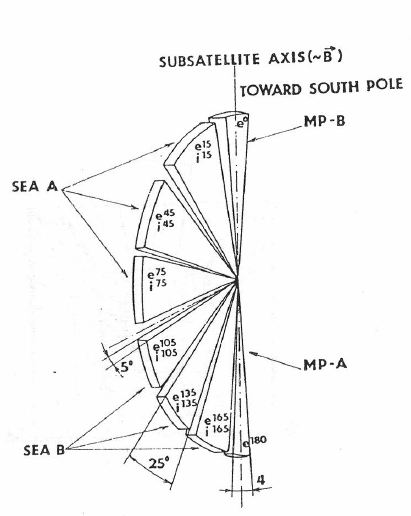 SUBSATELLITE AXIS(~B⃗)
TOWARD SOUTH POLE
e⁰
MP-B
e15
i15
SEA A
e45
i45
e75
i75
e105
i105
5°
MP-A
e135
i135
e165
i165
SEA B
e180
25°
4